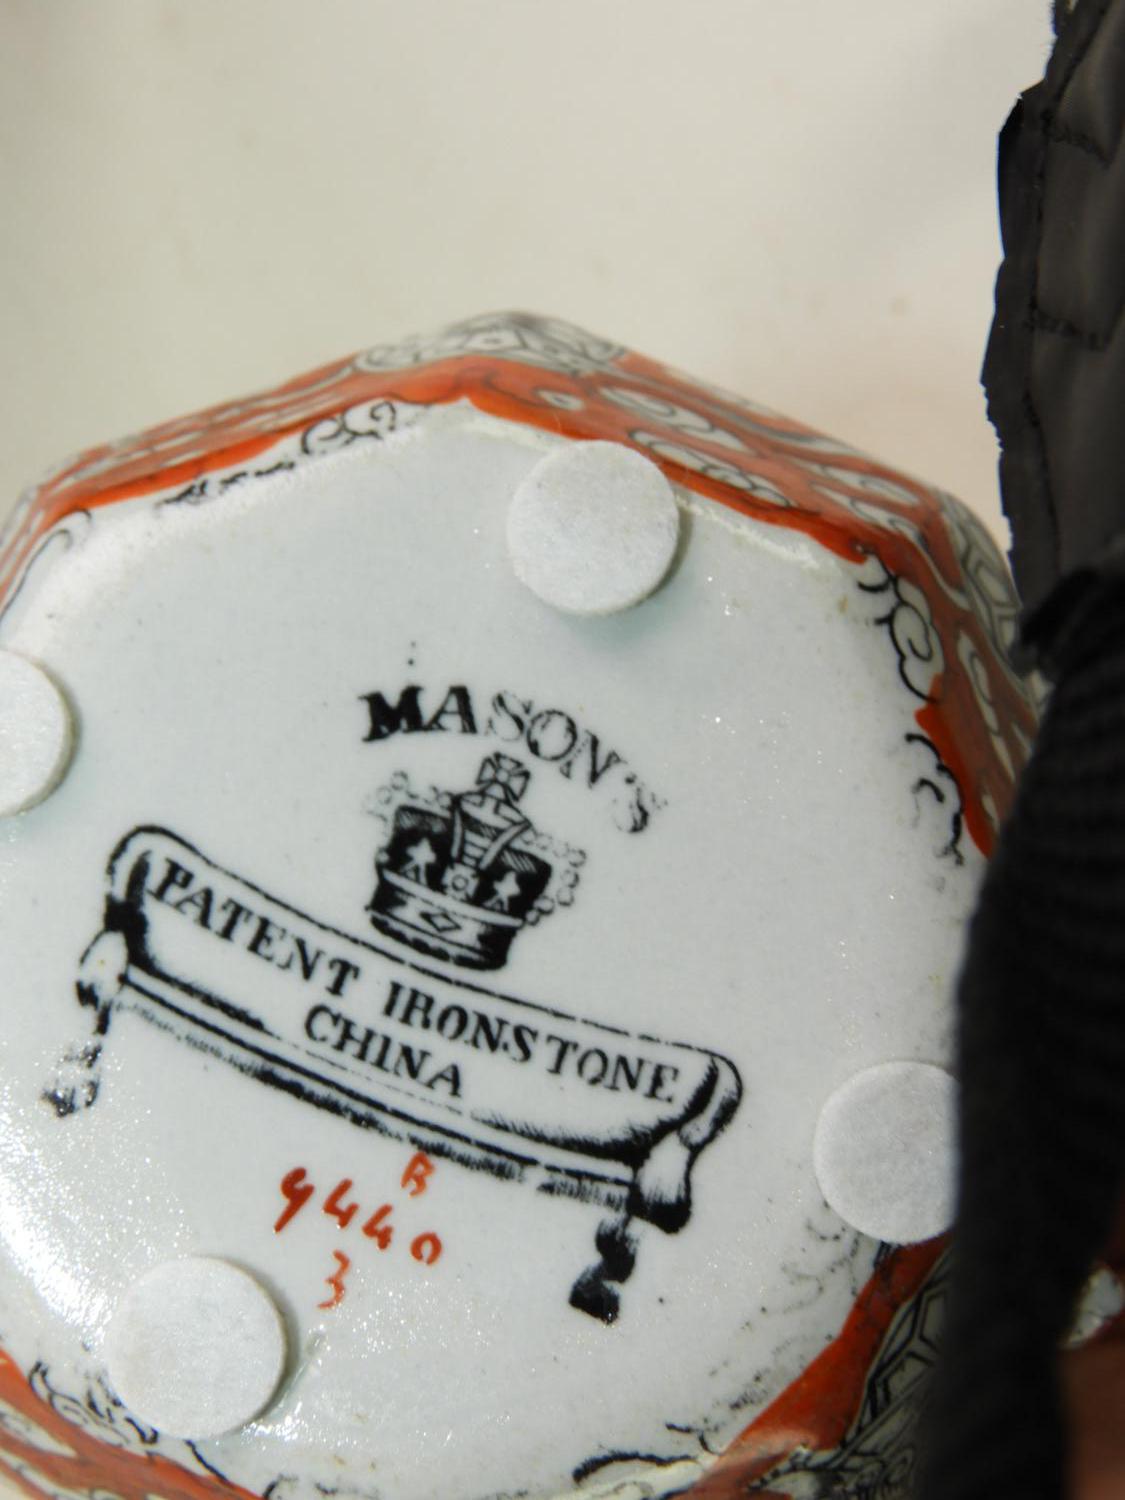 MASON'S
PATENT IRONSTONE
CHINA
B
9440
3